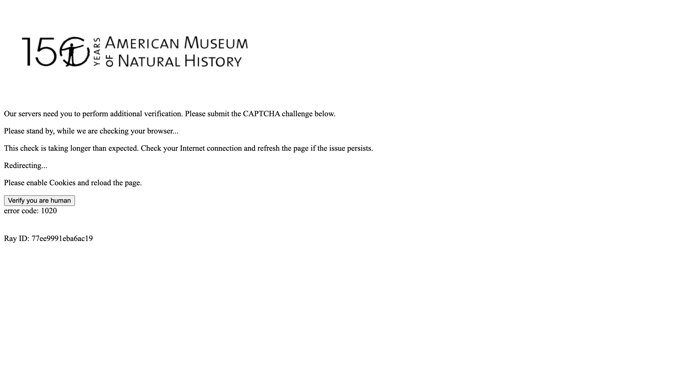 150 YEARS AMERICAN MUSEUM OF NATURAL HISTORY
Our servers need you to perform additional verification. Please submit the CAPTCHA challenge below.
Please stand by, while we are checking your browser...
This check is taking longer than expected. Check your Internet connection and refresh the page if the issue persists.
Redirecting...
Please enable Cookies and reload the page.
Verify you are human
error code: 1020
Ray ID: 77ee9991eba6ac19